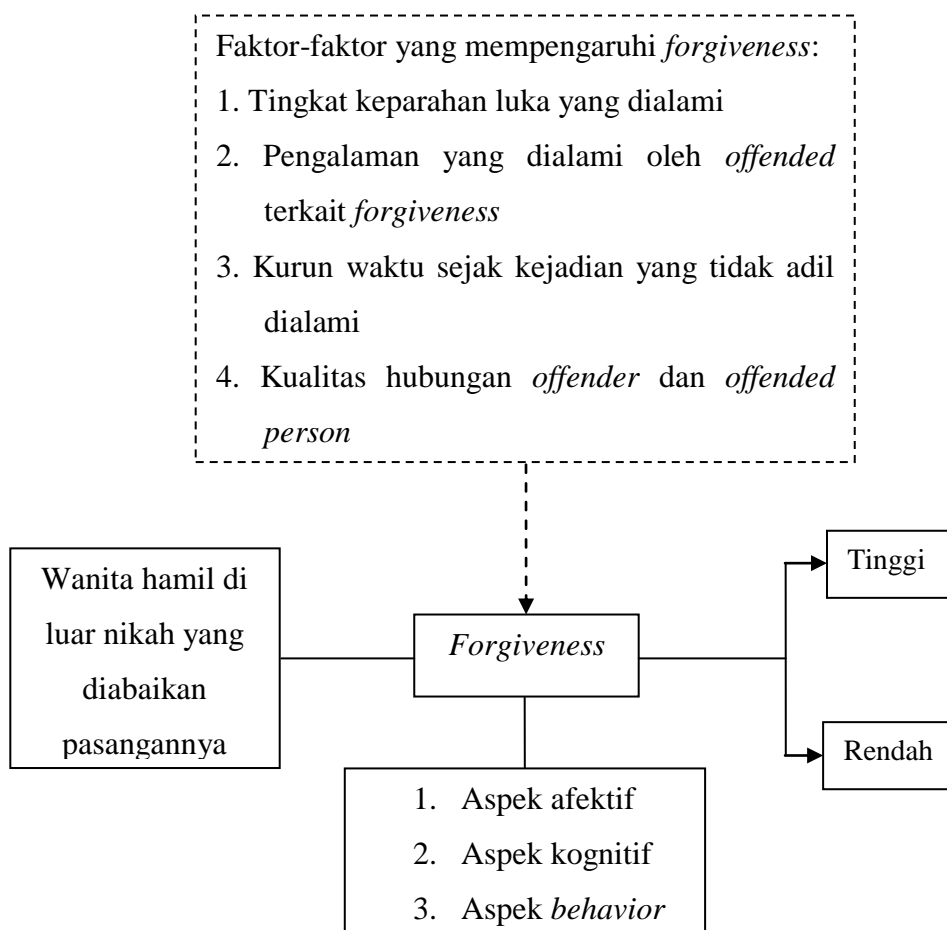 Faktor-faktor yang mempengaruhi forgiveness:
1. Tingkat keparahan luka yang dialami
2. Pengalaman yang dialami oleh offended
terkait forgiveness
3. Kurun waktu sejak kejadian yang tidak adil
dialami
4. Kualitas hubungan offender dan offended
person
Wanita hamil di
luar nikah yang
diabaikan
pasangannya
Forgiveness
Tinggi
Rendah
1. Aspek afektif
2. Aspek kognitif
3. Aspek behavior